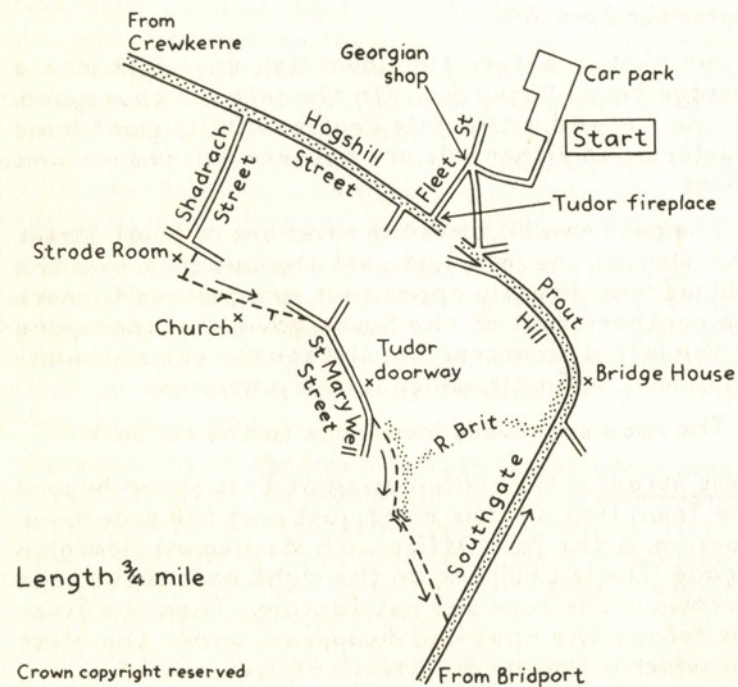 From
Crewkerne
Georgian
shop
Car park
Start
Hogshill
Street
Fleet St
Shadrach
Street
Tudor fireplace
Strode Room
Prout
Hill
Church
T
St Mary Well
Street
Tudor
doorway
Bridge House
R. Brit
Southgate
Length ¾ mile
Crown copyright reserved
From Bridport